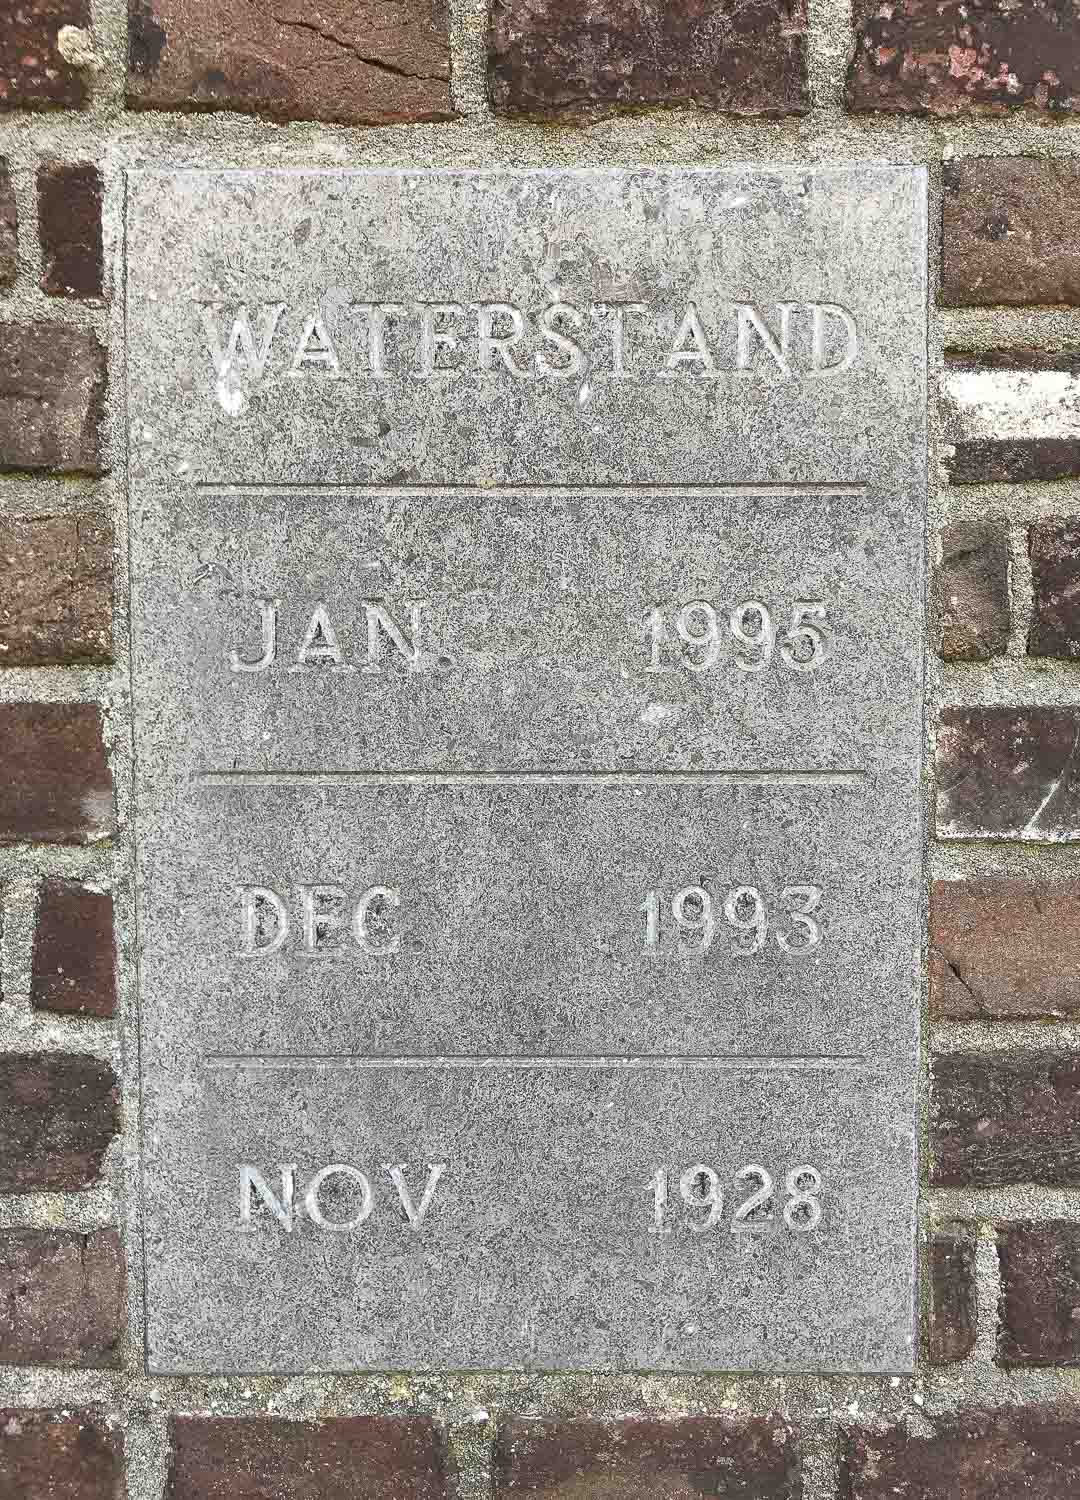 WATERSTAND
JAN. 1995
DEC. 1993
NOV 1928